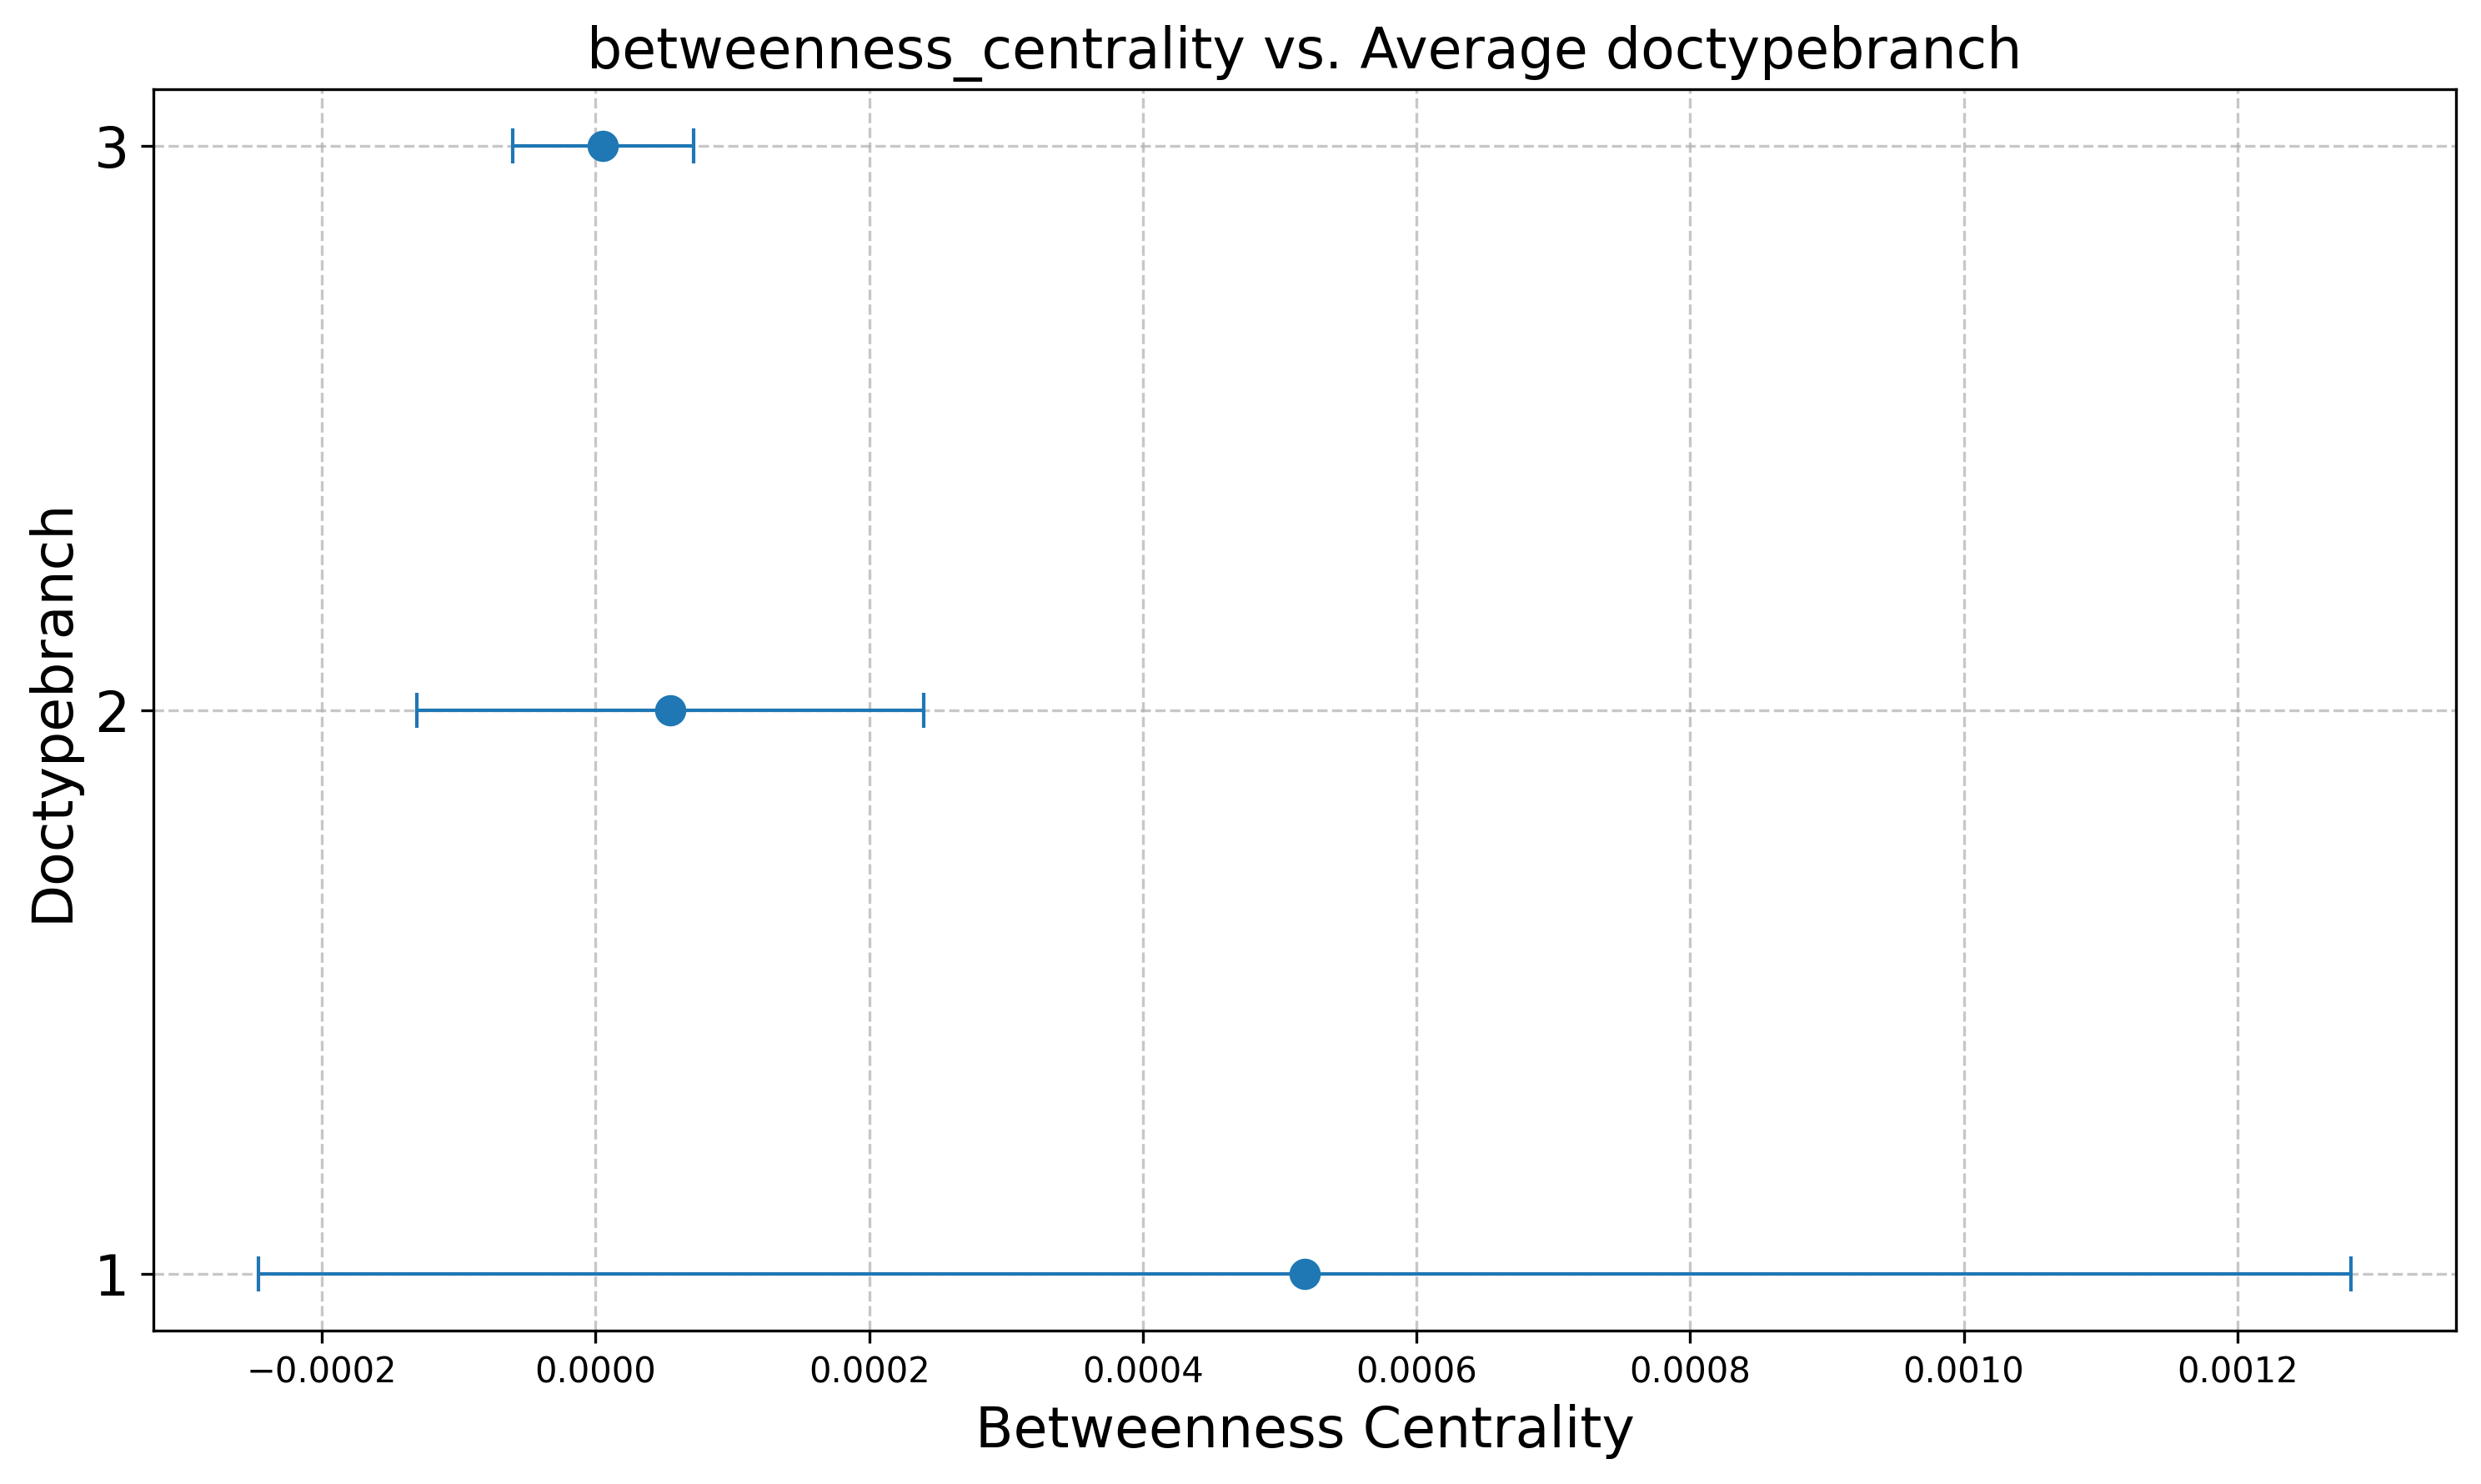 betweenness_centrality vs. Average doctypebranch
3
2
1
Doctypebranch
−0.0002 0.0000 0.0002 0.0004 0.0006 0.0008 0.0010 0.0012
Betweenness Centrality